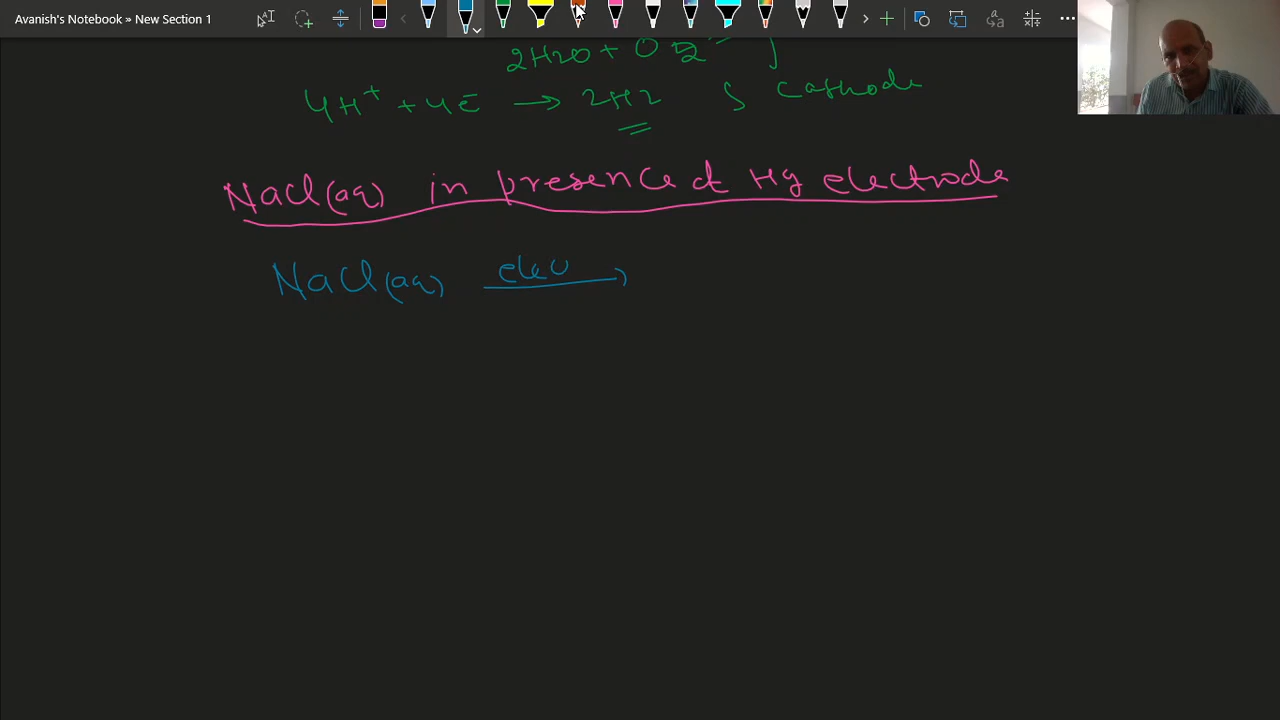 Avanish's Notebook » New Section 1
2H2O + O2
4H+ + 4e → 2H2 } cathode
NaCl(aq) in presence of Hg electrode
NaCl(aq) elec →